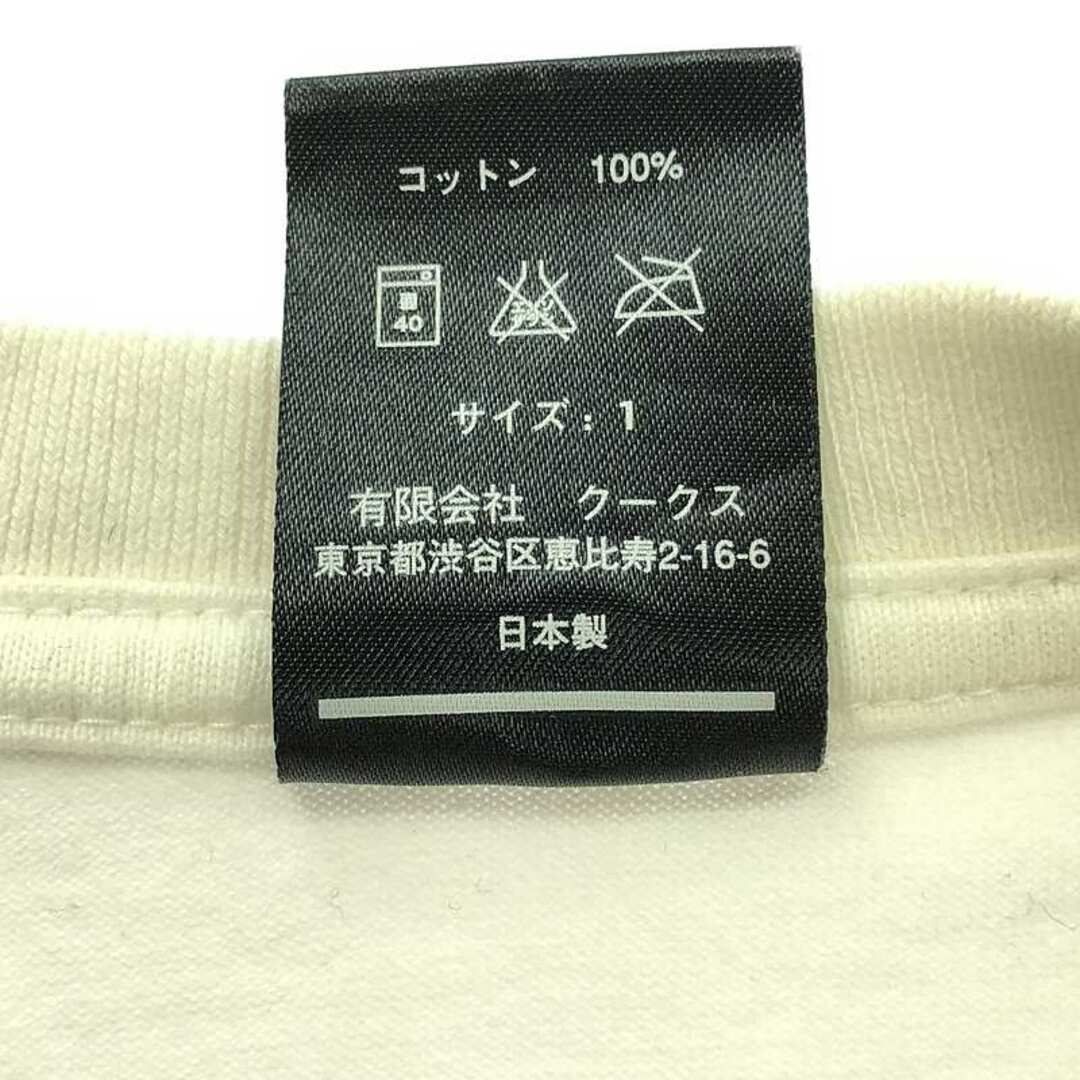 コットン 100%
40
サイズ: 1
有限会社 クークス
東京都渋谷区恵比寿2-16-6
日本製